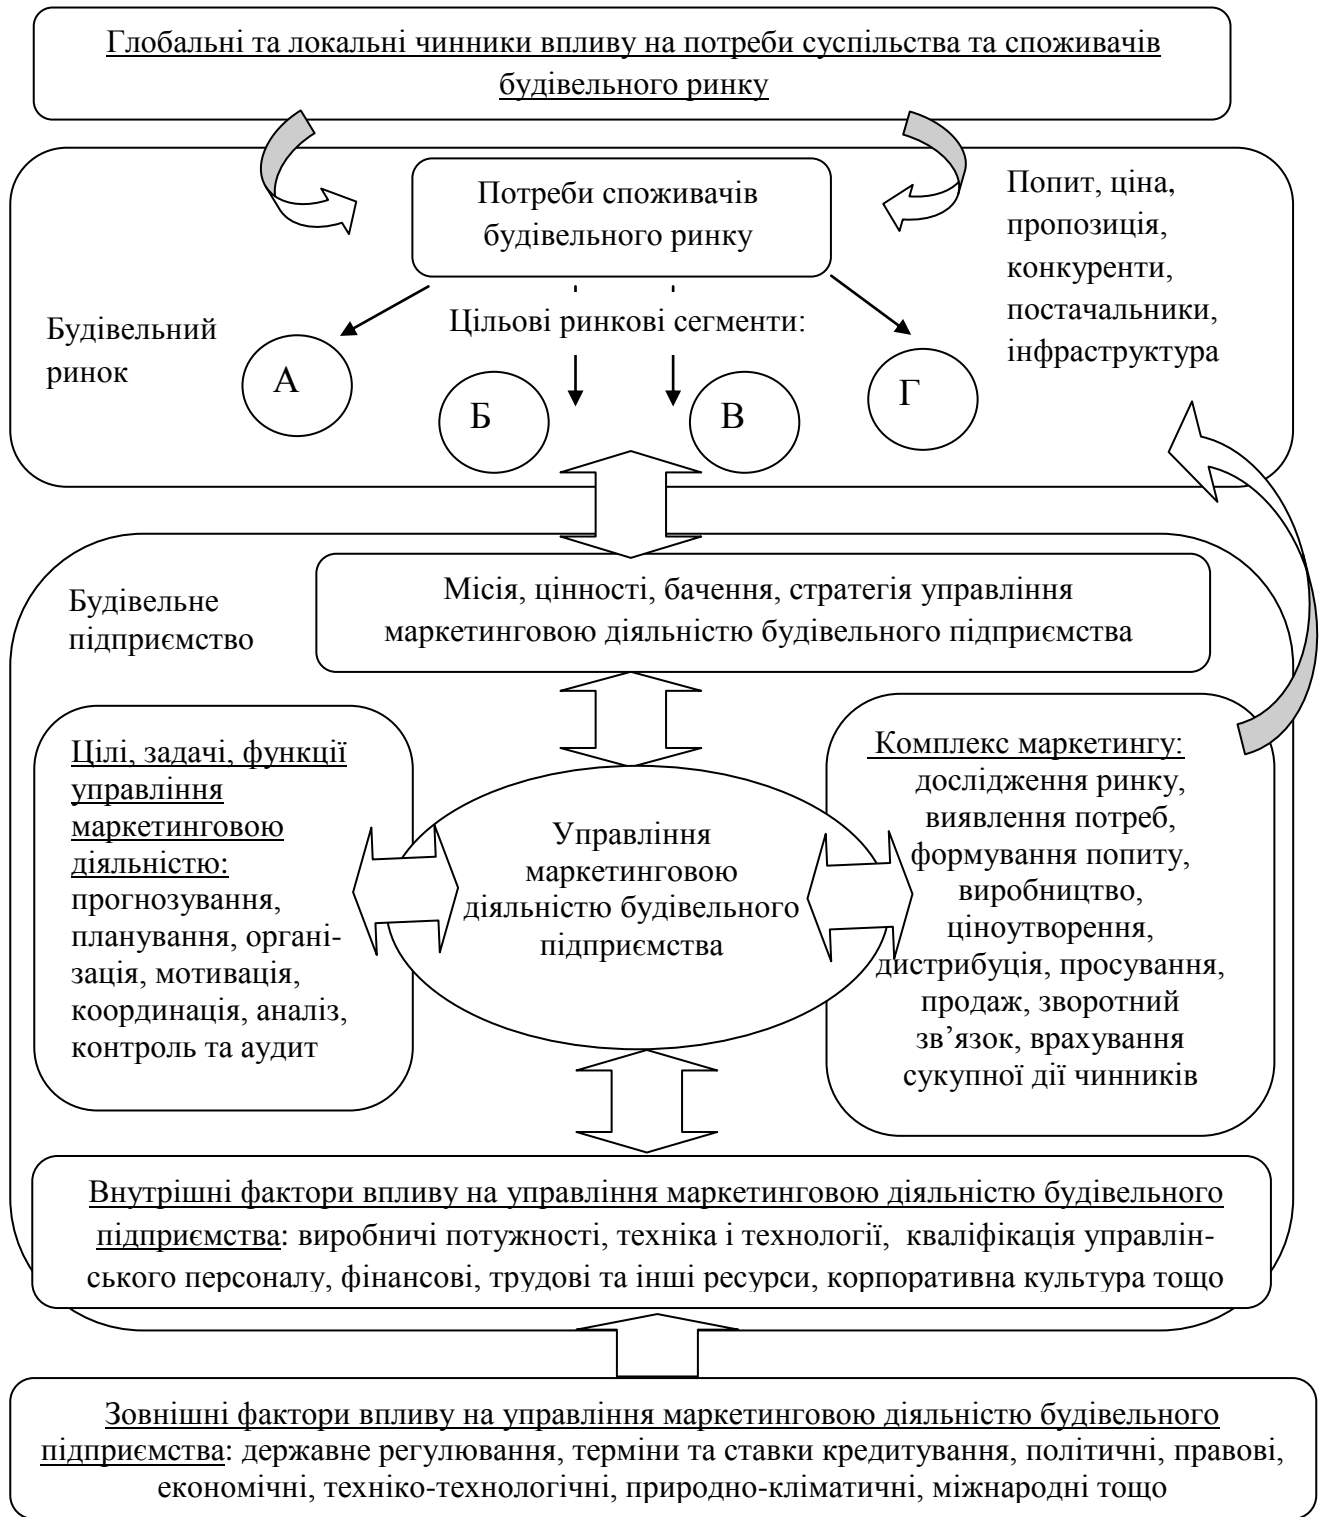 Глобальні та локальні чинники впливу на потреби суспільства та споживачів
будівельного ринку
Потреби споживачів
будівельного ринку
Попит, ціна,
пропозиція,
конкуренти,
постачальники,
інфраструктура
Будівельний
ринок
Цільові ринкові сегменти:
А
Б
В
Г
Будівельне
підприємство
Місія, цінності, бачення, стратегія управління
маркетинговою діяльністю будівельного підприємства
Цілі, задачі, функції
управління
маркетинговою
діяльністю:
прогнозування,
планування, органі-
зація, мотивація,
координація, аналіз,
контроль та аудит
Управління
маркетинговою
діяльністю будівельного
підприємства
Комплекс маркетингу:
дослідження ринку,
виявлення потреб,
формування попиту,
виробництво,
ціноутворення,
дистрибуція, просування,
продаж, зворотний
зв’язок, врахування
сукупної дії чинників
Внутрішні фактори впливу на управління маркетинговою діяльністю будівельного
підприємства: виробничі потужності, техніка і технології, кваліфікація управлін-
ського персоналу, фінансові, трудові та інші ресурси, корпоративна культура тощо
Зовнішні фактори впливу на управління маркетинговою діяльністю будівельного
підприємства: державне регулювання, терміни та ставки кредитування, політичні, правові,
економічні, техніко-технологічні, природно-кліматичні, міжнародні тощо